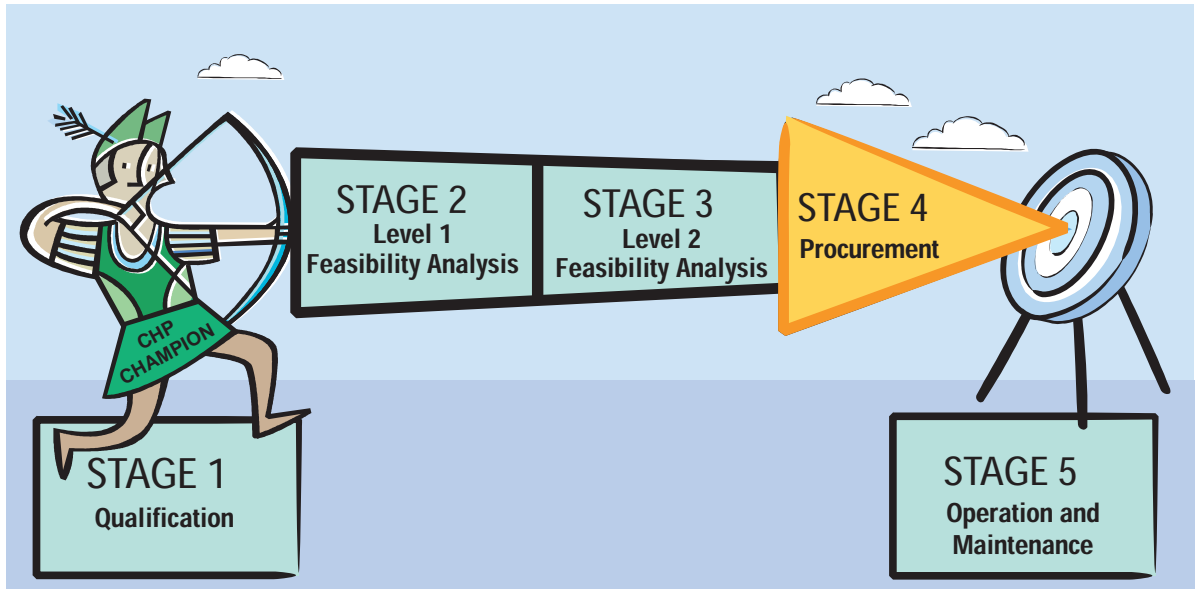 CHP
CHAMPION
STAGE 1
Qualification
STAGE 2
Level 1
Feasibility Analysis
STAGE 3
Level 2
Feasibility Analysis
STAGE 4
Procurement
STAGE 5
Operation and
Maintenance